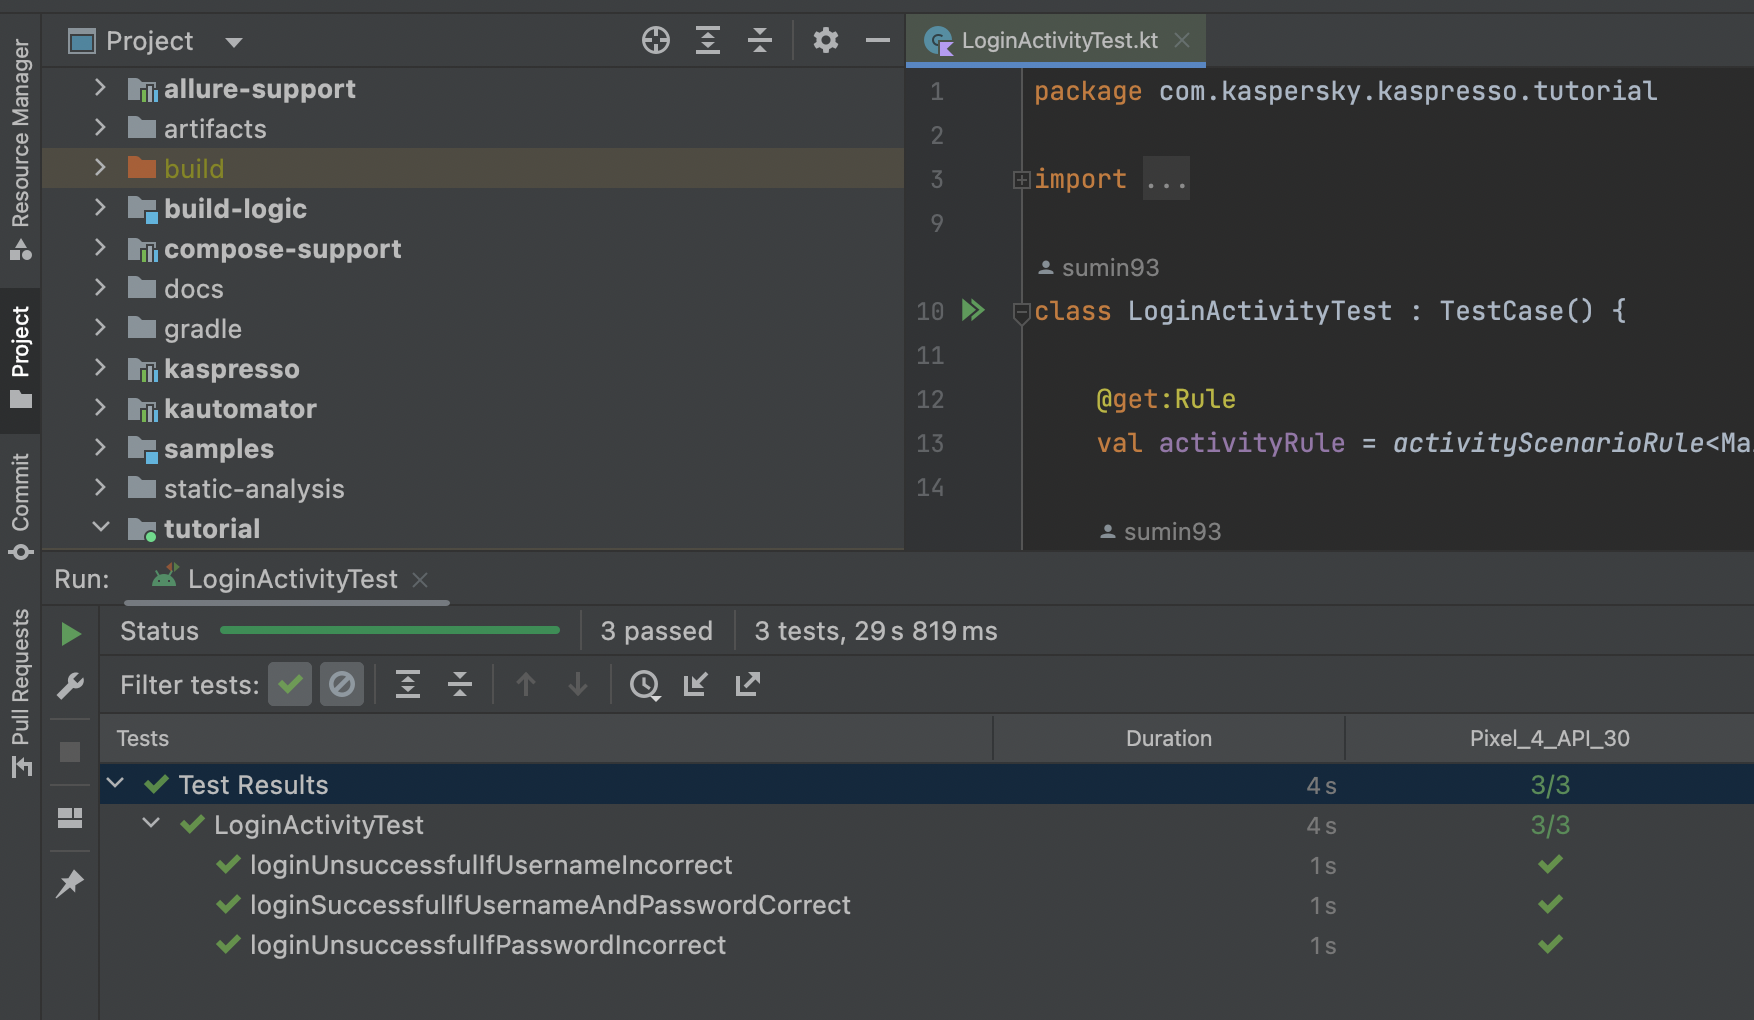 Resource Manager
Project
Commit
Pull Requests
Project
allure-support
artifacts
build
build-logic
compose-support
docs
gradle
kaspresso
kautomator
samples
static-analysis
tutorial
LoginActivityTest.kt
1 package com.kaspersky.kaspresso.tutorial
2
3 import ...
9
sumin93
10 class LoginActivityTest : TestCase() {
11
12 @get:Rule
13 val activityRule = activityScenarioRule<Ma
14
sumin93
Run: LoginActivityTest
Status 3 passed 3 tests, 29 s 819 ms
Filter tests:
Tests Duration Pixel_4_API_30
Test Results 4 s 3/3
LoginActivityTest 4 s 3/3
loginUnsuccessfulIfUsernameIncorrect 1 s
loginSuccessfulIfUsernameAndPasswordCorrect 1 s
loginUnsuccessfulIfPasswordIncorrect 1 s